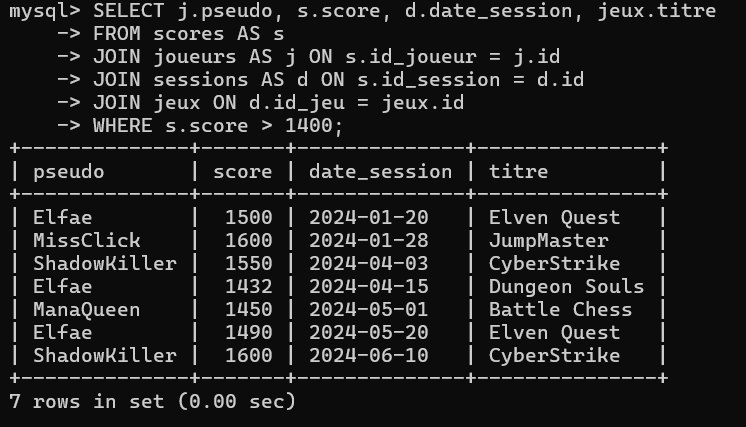 mysql> SELECT j.pseudo, s.score, d.date_session, jeux.titre
    -> FROM scores AS s
    -> JOIN joueurs AS j ON s.id_joueur = j.id
    -> JOIN sessions AS d ON s.id_session = d.id
    -> JOIN jeux ON d.id_jeu = jeux.id
    -> WHERE s.score > 1400;
+--------------+-------+--------------+---------------+
| pseudo       | score | date_session | titre         |
+--------------+-------+--------------+---------------+
| Elfae        |  1500 | 2024-01-20   | Elven Quest   |
| MissClick    |  1600 | 2024-01-28   | JumpMaster    |
| ShadowKiller |  1550 | 2024-04-03   | CyberStrike   |
| Elfae        |  1432 | 2024-04-15   | Dungeon Souls |
| ManaQueen    |  1450 | 2024-05-01   | Battle Chess  |
| Elfae        |  1490 | 2024-05-20   | Elven Quest   |
| ShadowKiller |  1600 | 2024-06-10   | CyberStrike   |
+--------------+-------+--------------+---------------+
7 rows in set (0.00 sec)